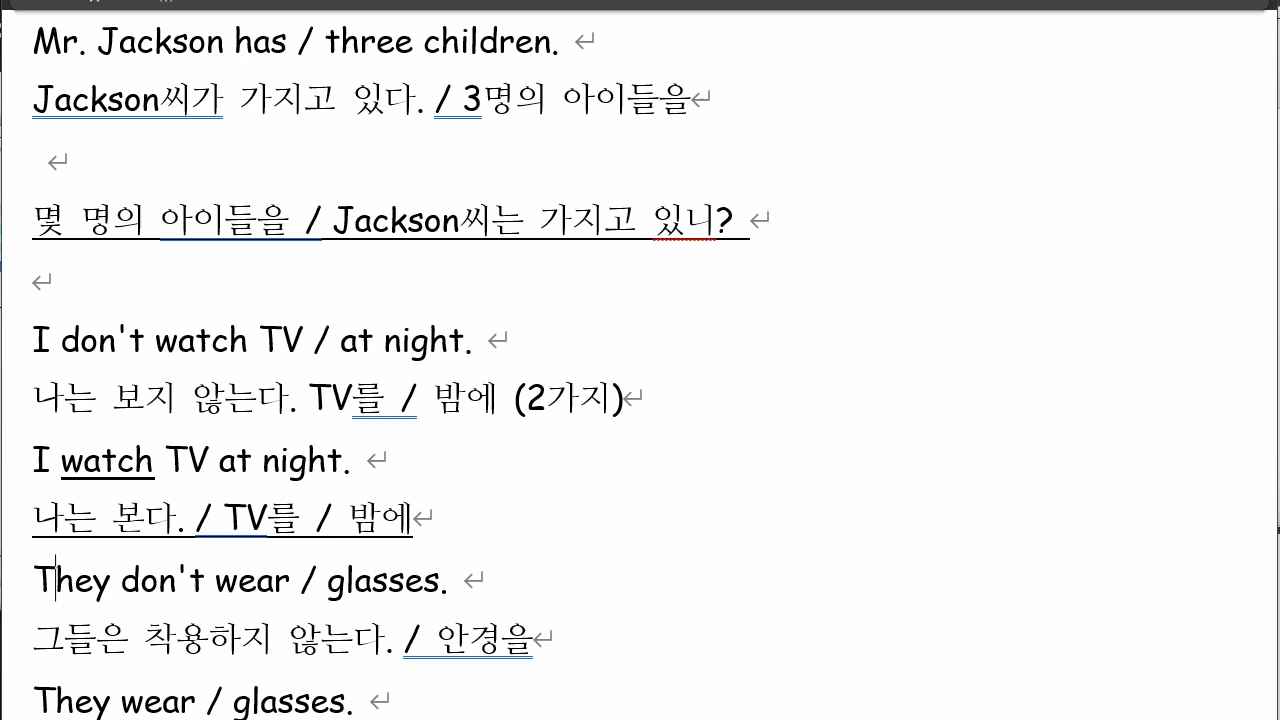 Mr. Jackson has / three children.
Jackson씨가 가지고 있다. / 3명의 아이들을
몇 명의 아이들을 / Jackson씨는 가지고 있니?
I don't watch TV / at night.
나는 보지 않는다. TV를 / 밤에 (2가지)
I watch TV at night.
나는 본다. / TV를 / 밤에
They don't wear / glasses.
그들은 착용하지 않는다. / 안경을
They wear / glasses.